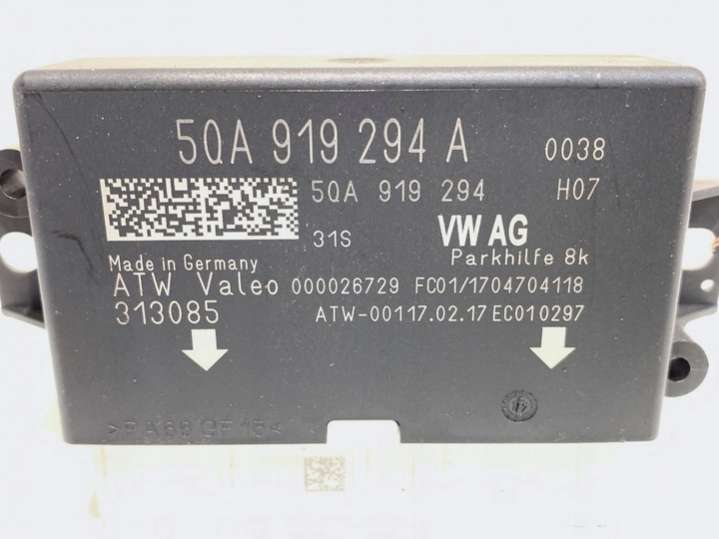 5QA 919 294 A 0038
5QA 919 294 H07
31S VW AG
Made in Germany Parkhilfe 8k
ATW Valeo 000026729 FC01/1704704118
313085 ATW-00117.02.17 EC010297